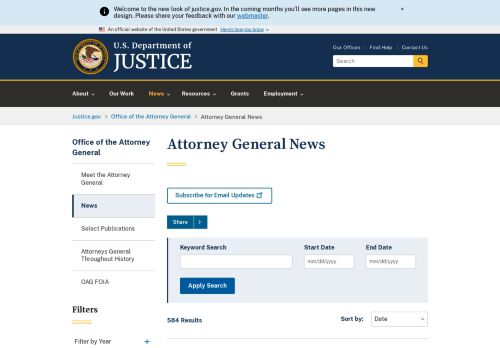 Welcome to the new look of justice.gov. In the coming months you'll see more pages in this new
design. Please share your feedback with our webmaster.
×
An official website of the United States government Here's how you know
U.S. Department of
JUSTICE
Our Offices Find Help Contact Us
Search
About Our Work News Resources Grants Employment
Justice.gov > Office of the Attorney General > Attorney General News
Office of the Attorney
General
Meet the Attorney
General
News
Select Publications
Attorneys General
Throughout History
OAG FOIA
Filters
Filter by Year +
Attorney General News
Subscribe for Email Updates
Share >
Keyword Search Start Date End Date
mm/dd/yyyy mm/dd/yyyy
Apply Search
584 Results
Sort by: Date